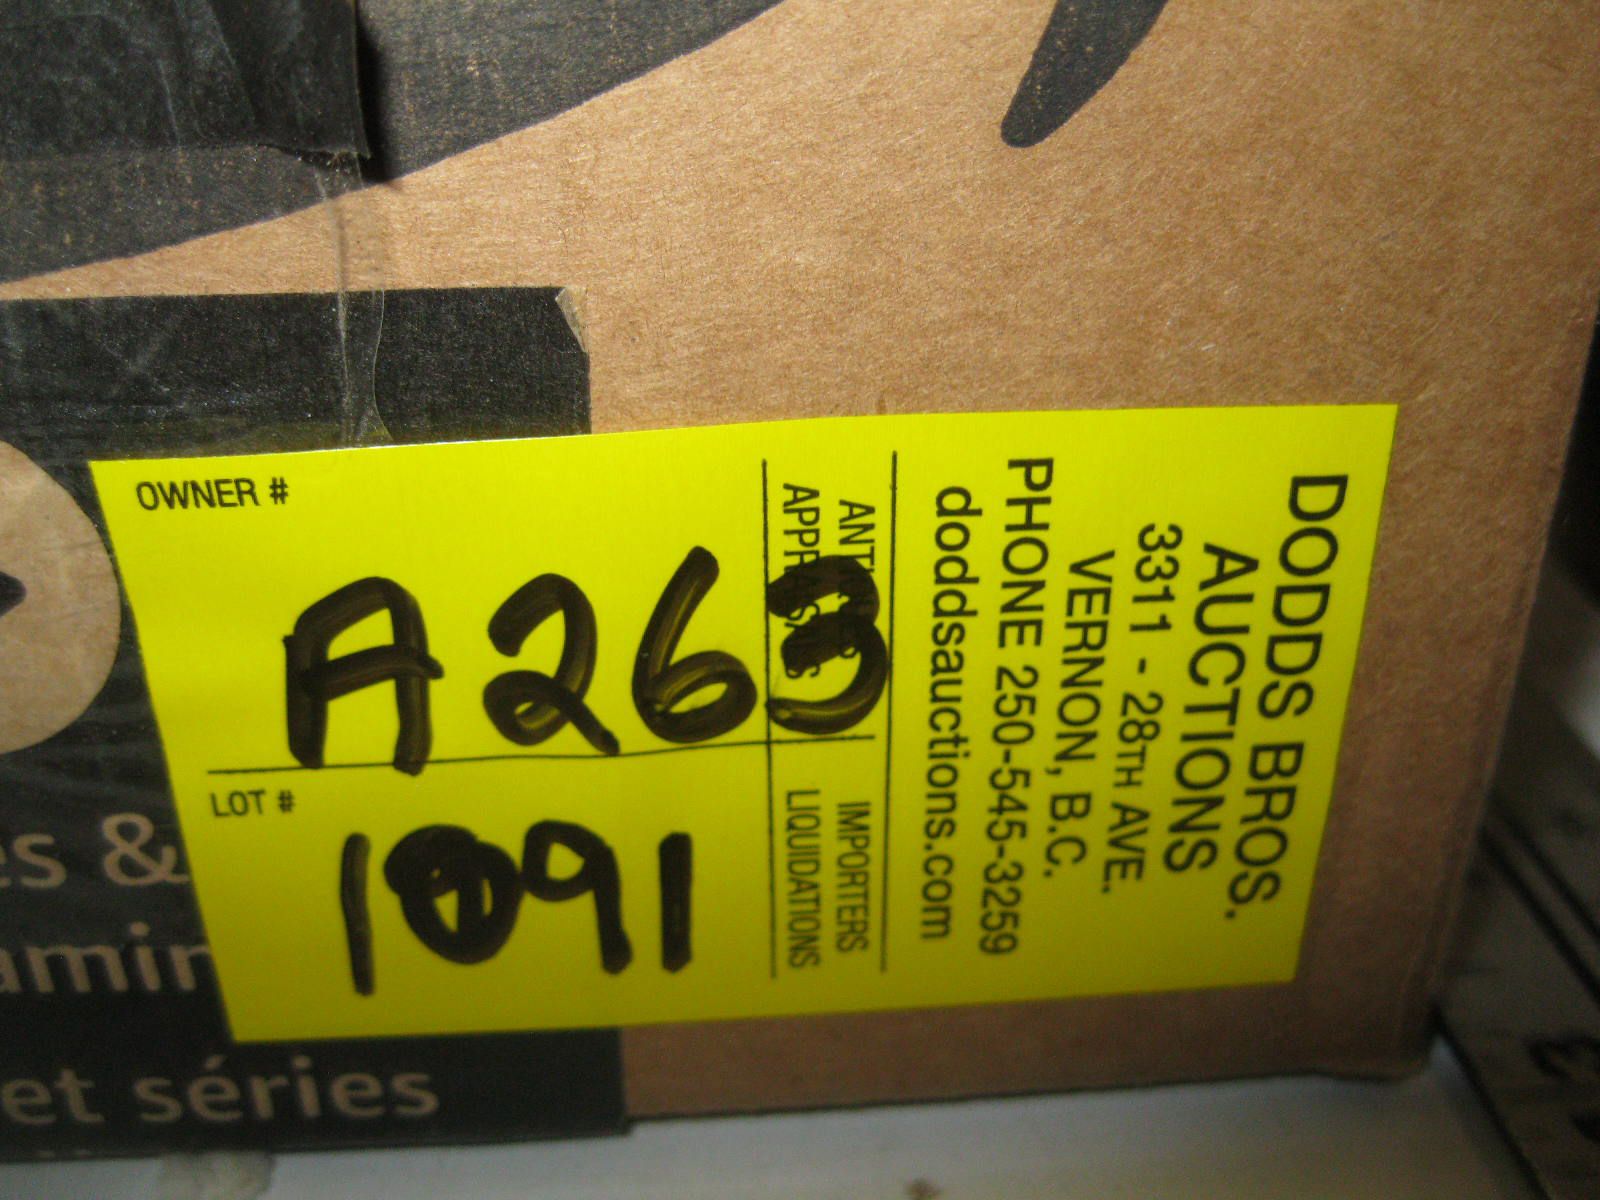 OWNER #
A263
LOT #
1091
DODDS BROS.
AUCTIONS
3311 - 28TH AVE.
VERNON, B.C.
PHONE 250-545-3259
doddsauctions.com
IMPORTERS
LIQUIDATIONS
es &
amin
et séries